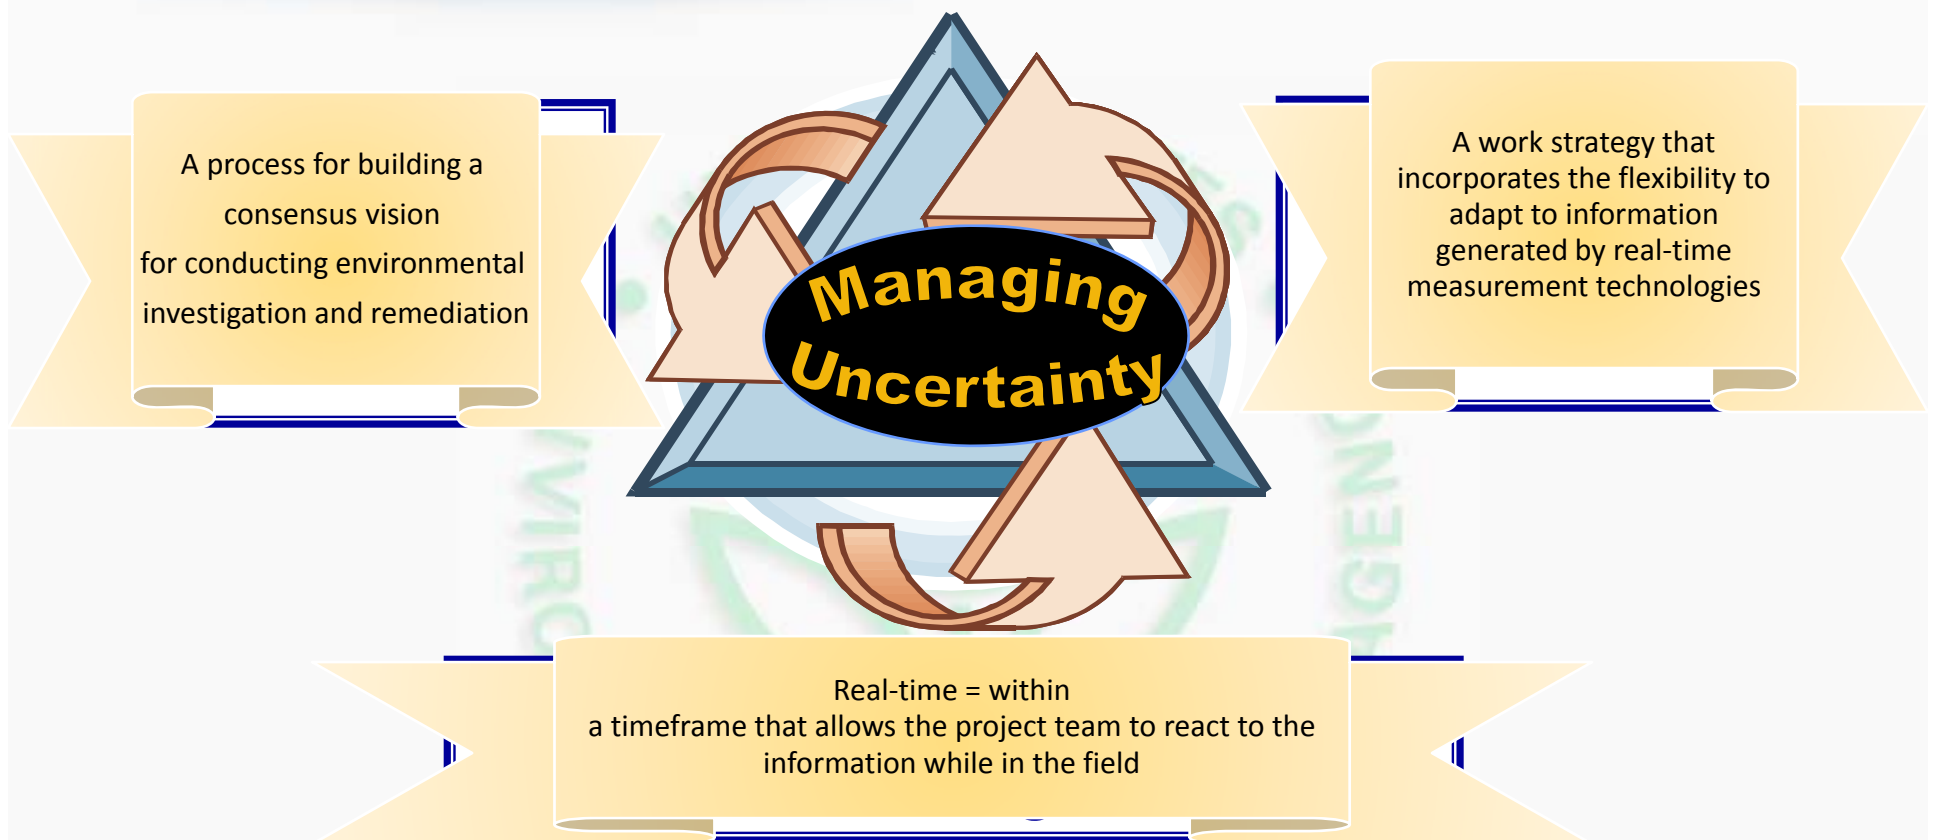 A process for building a
consensus vision
for conducting environmental
investigation and remediation
Managing
Uncertainty
A work strategy that
incorporates the flexibility to
adapt to information
generated by real-time
measurement technologies
Real-time = within
a timeframe that allows the project team to react to the
information while in the field